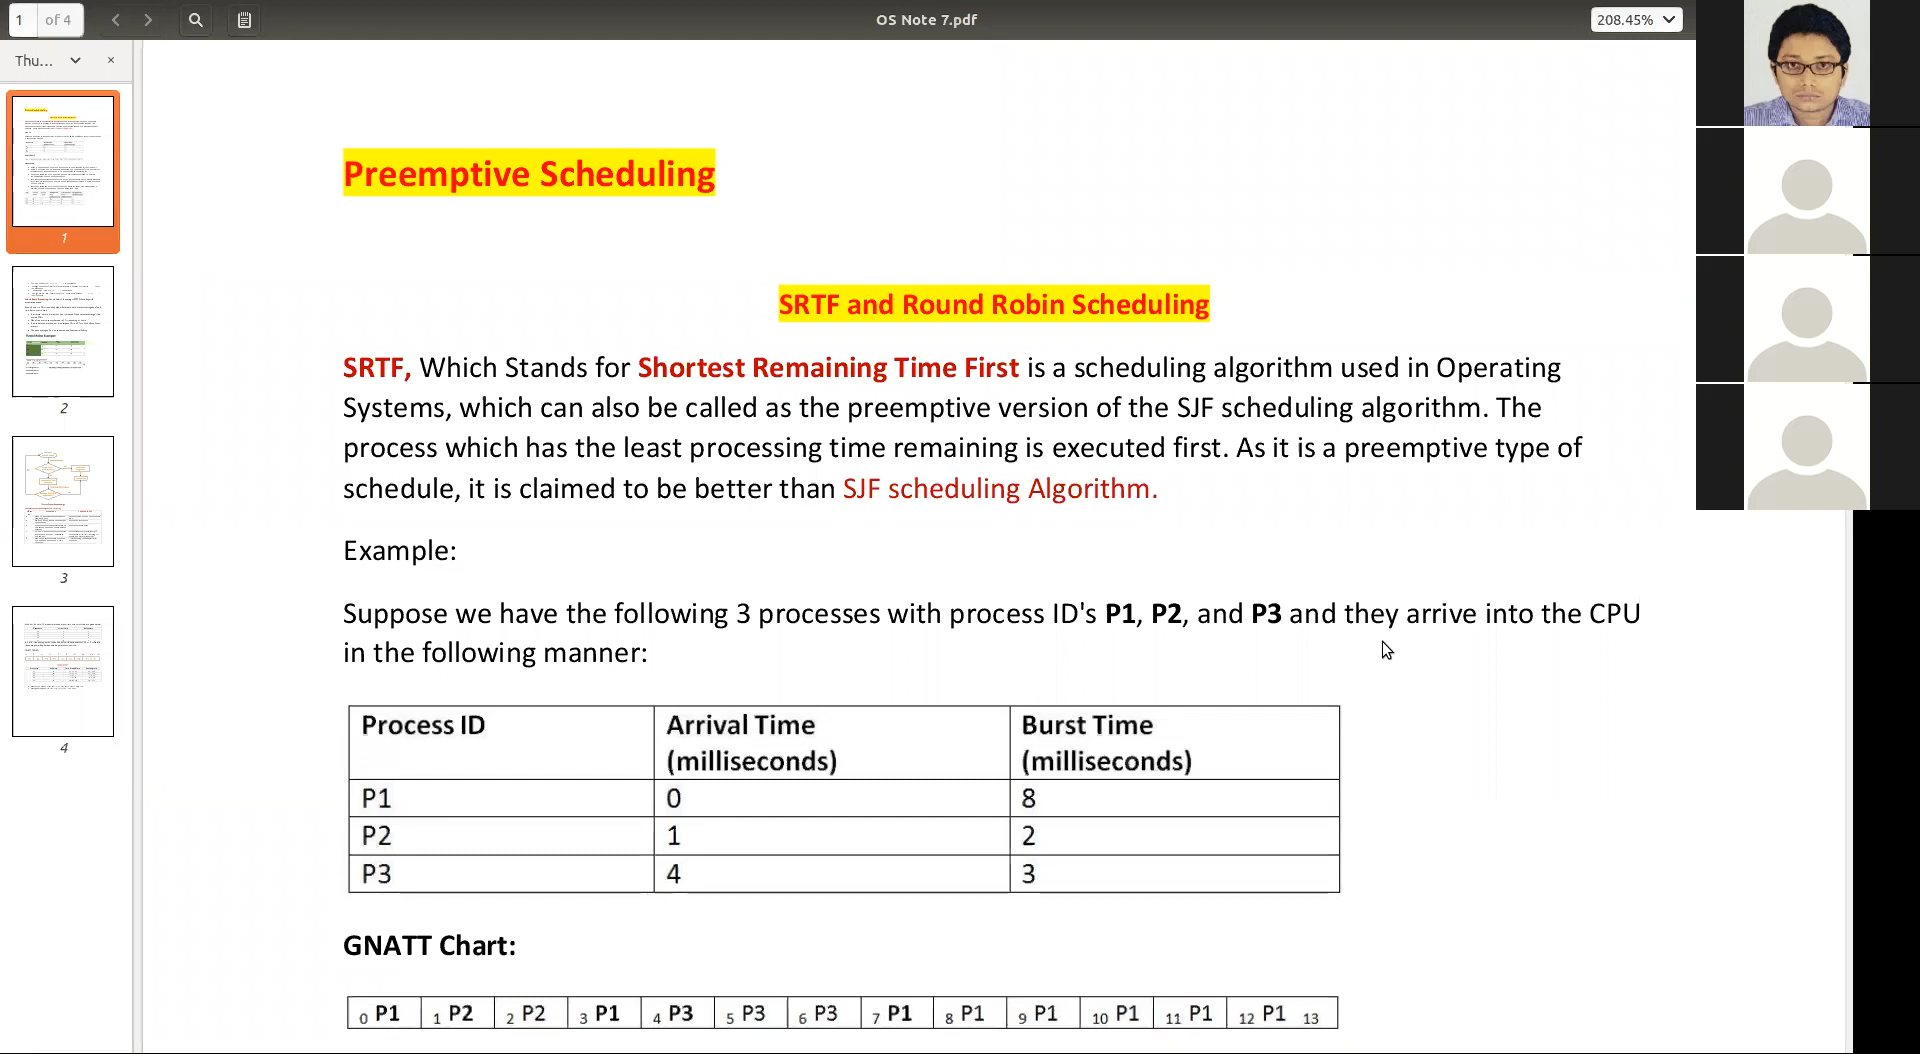 1 of 4
OS Note 7.pdf
208.45%
Thu...
×
1
2
3
4
Preemptive Scheduling
SRTF and Round Robin Scheduling
SRTF, Which Stands for Shortest Remaining Time First is a scheduling algorithm used in Operating
Systems, which can also be called as the preemptive version of the SJF scheduling algorithm. The
process which has the least processing time remaining is executed first. As it is a preemptive type of
schedule, it is claimed to be better than SJF scheduling Algorithm.
Example:
Suppose we have the following 3 processes with process ID's P1, P2, and P3 and they arrive into the CPU
in the following manner:
Process ID Arrival Time (milliseconds) Burst Time (milliseconds)
P1 0 8
P2 1 2
P3 4 3
GNATT Chart:
0 P1 1 P2 2 P2 3 P1 4 P3 5 P3 6 P3 7 P1 8 P1 9 P1 10 P1 11 P1 12 P1 13